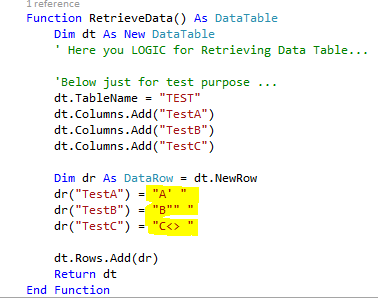 1 reference
Function RetrieveData() As DataTable
Dim dt As New DataTable
' Here you LOGIC for Retrieving Data Table...
'Below just for test purpose ...
dt.TableName = "TEST"
dt.Columns.Add("TestA")
dt.Columns.Add("TestB")
dt.Columns.Add("TestC")
Dim dr As DataRow = dt.NewRow
dr("TestA") = "A' "
dr("TestB") = "B"" "
dr("TestC") = "C<> "
dt.Rows.Add(dr)
Return dt
End Function